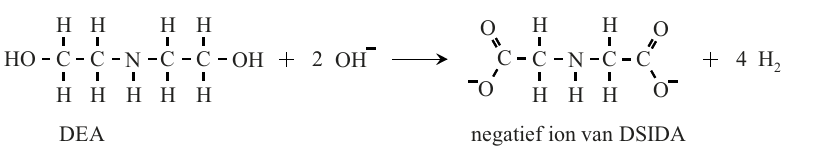 H H H H H H
HO - C - C - N - C - C - OH + 2 OH⁻ ⟶ O C - C - N - C - C O + 4 H₂
H H H H H ⁻O H H H O⁻
DEA negatief ion van DSIDA